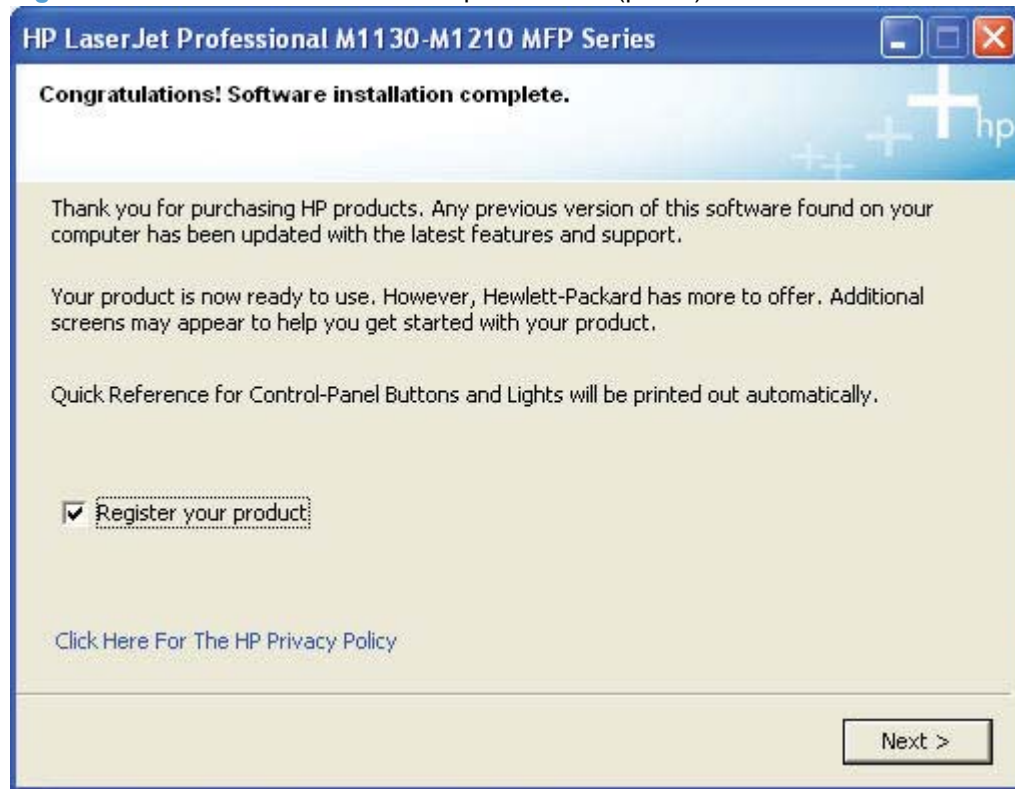 HP LaserJet Professional M1130-M1210 MFP Series
Congratulations! Software installation complete.
hp
Thank you for purchasing HP products. Any previous version of this software found on your
computer has been updated with the latest features and support.
Your product is now ready to use. However, Hewlett-Packard has more to offer. Additional
screens may appear to help you get started with your product.
Quick Reference for Control-Panel Buttons and Lights will be printed out automatically.
Register your product
Click Here For The HP Privacy Policy
Next >